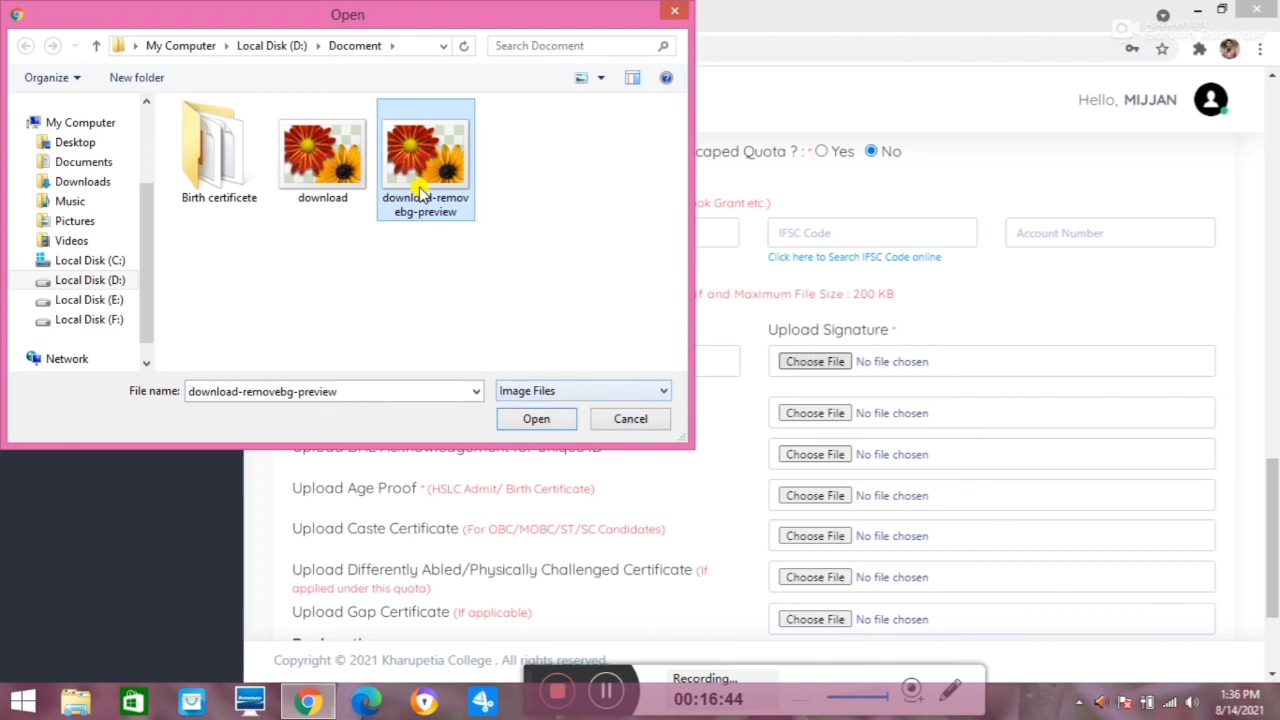 Open
My Computer
Local Disk (D:)
Docoment
Search Docoment
Organize
New folder
My Computer
Desktop
Documents
Downloads
Music
Pictures
Videos
Local Disk (C:)
Local Disk (D:)
Local Disk (E:)
Local Disk (F:)
Network
Birth certificete
download
download-remov
ebg-preview
File name:
download-removebg-preview
Image Files
Open
Cancel
Screen Recorder
Hello, MIJJAN
caped Quota ? : * Yes No
ok Grant etc.)
IFSC Code
Account Number
Click here to Search IFSC Code online
if and Maximum File Size : 200 KB
Upload Signature *
Choose File No file chosen
Choose File No file chosen
Choose File No file chosen
Upload Age Proof * (HSLC Admit/ Birth Certificate)
Choose File No file chosen
Upload Caste Certificate (For OBC/MOBC/ST/SC Candidates)
Choose File No file chosen
Upload Differently Abled/Physically Challenged Certificate (If
applied under this quota)
Choose File No file chosen
Upload Gap Certificate (If applicable)
Choose File No file chosen
Copyright © 2021 Kharupetia College . All rights reserved.
Recording...
00:16:44
1:36 PM
8/14/2021